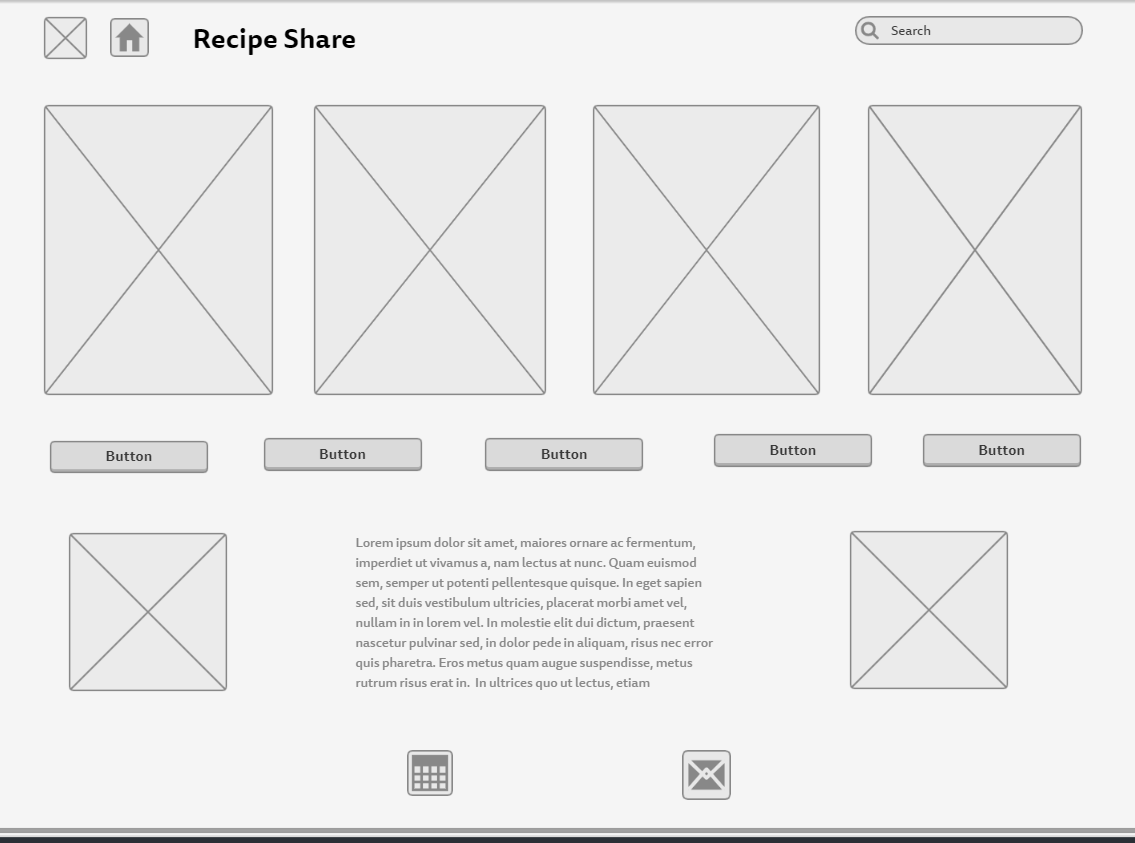 Recipe Share
Search
Button
Button
Button
Button
Button
Lorem ipsum dolor sit amet, maiores ornare ac fermentum,
imperdiet ut vivamus a, nam lectus at nunc. Quam euismod
sem, semper ut potenti pellentesque quisque. In eget sapien
sed, sit duis vestibulum ultricies, placerat morbi amet vel,
nullam in in lorem vel. In molestie elit dui dictum, praesent
nascetur pulvinar sed, in dolor pede in aliquam, risus nec error
quis pharetra. Eros metus quam augue suspendisse, metus
rutrum risus erat in.  In ultrices quo ut lectus, etiam